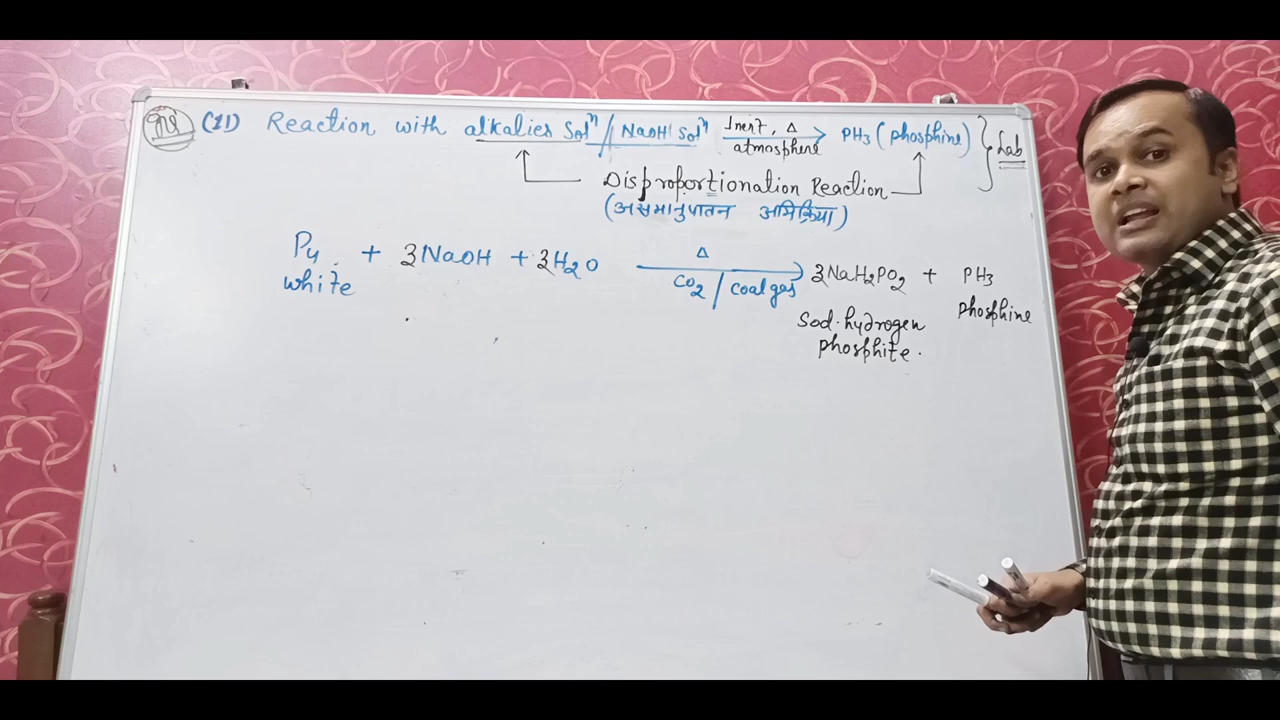 (11) Reaction with alkalies Solⁿ / NaOH Solⁿ Inert, Δ atmosphere → PH3 (phosphine) } Lab
Disproportionation Reaction
(असमानुपातन अभिक्रिया)
P4 + 3NaOH + 3H2O Δ CO2 / Coal gas → 3NaH2PO2 + PH3
white
phosphine
Sod. hydrogen
phosphite.